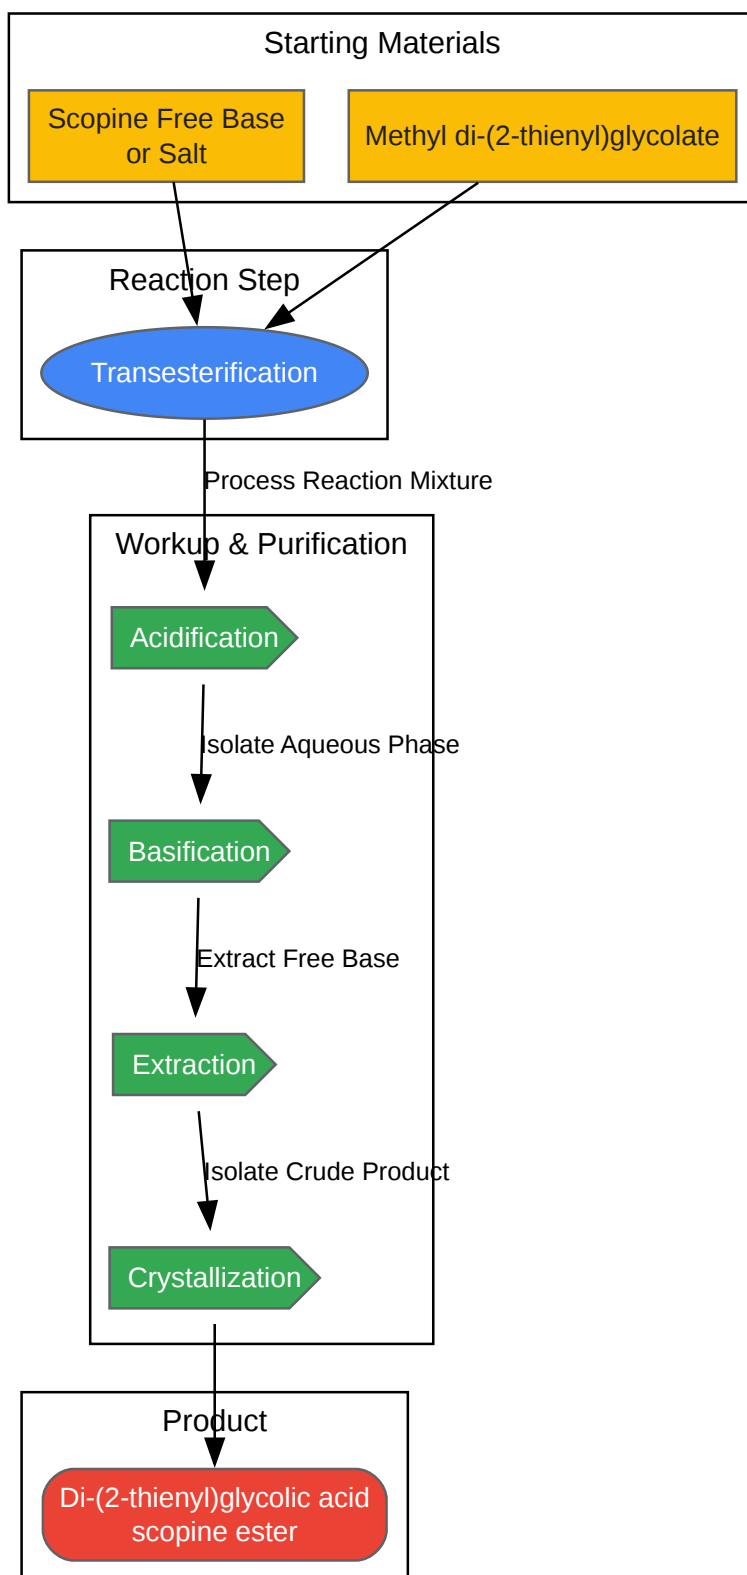 Starting Materials
Scopine Free Base
or Salt
Methyl di-(2-thienyl)glycolate
Reaction Step
Transesterification
Process Reaction Mixture
Workup & Purification
Acidification
Isolate Aqueous Phase
Basification
Extract Free Base
Extraction
Isolate Crude Product
Crystallization
Product
Di-(2-thienyl)glycolic acid
scopine ester